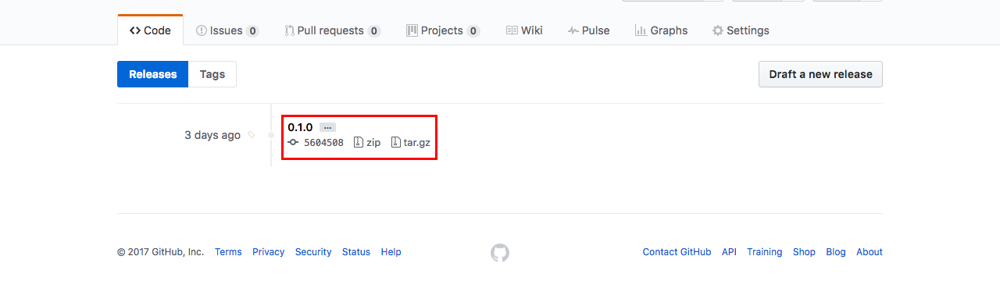 Code Issues 0 Pull requests 0 Projects 0 Wiki Pulse Graphs Settings
Releases Tags Draft a new release
0.1.0 ...
3 days ago
5604508 zip tar.gz
© 2017 GitHub, Inc. Terms Privacy Security Status Help Contact GitHub API Training Shop Blog About